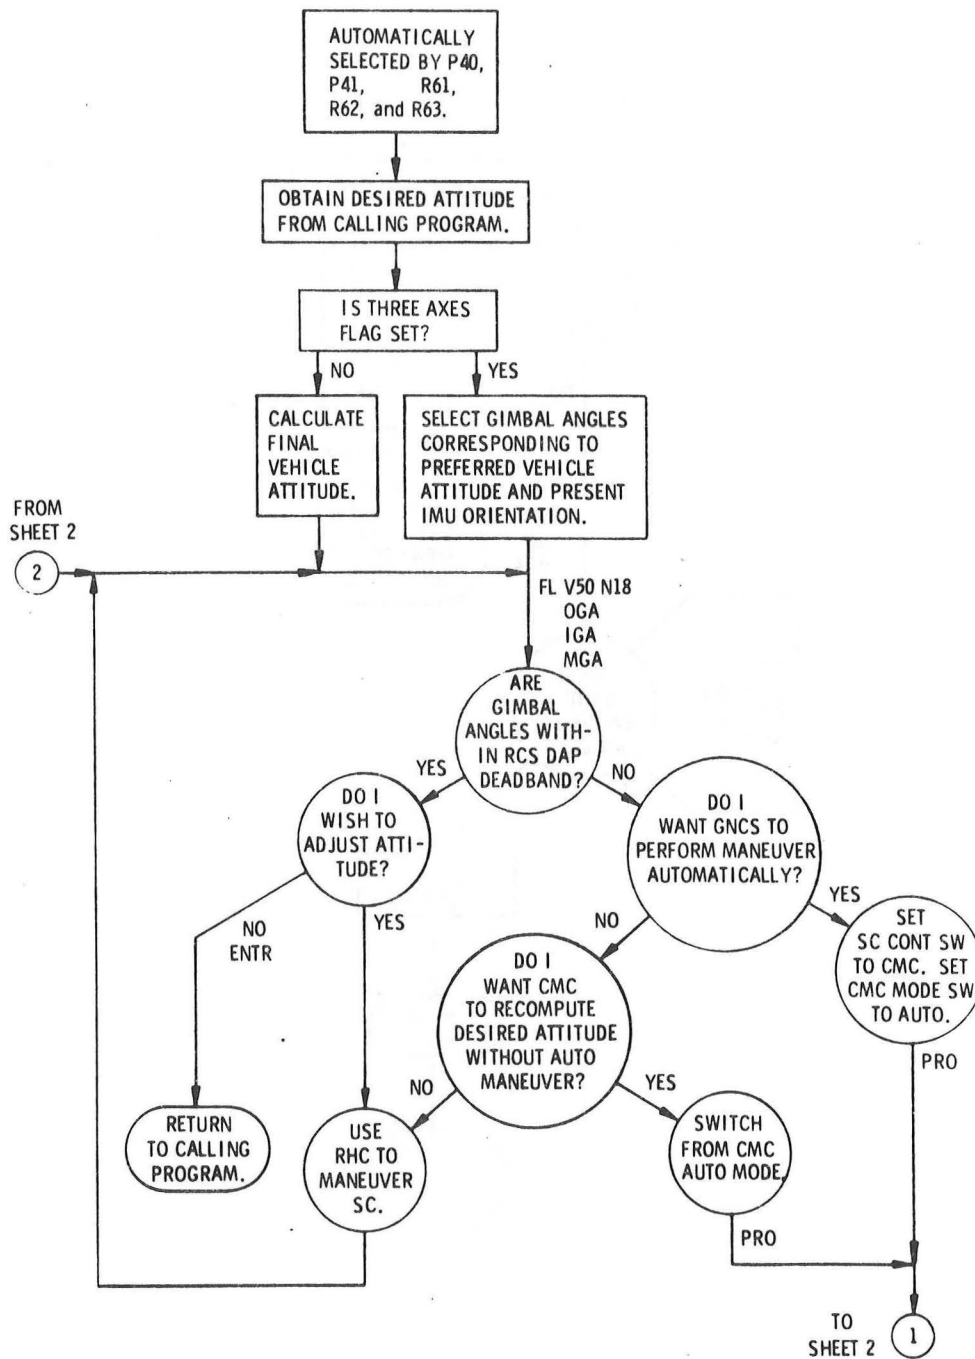 AUTOMATICALLY
SELECTED BY P40,
P41, R61,
R62, and R63.
OBTAIN DESIRED ATTITUDE
FROM CALLING PROGRAM.
IS THREE AXES
FLAG SET?
NO
YES
CALCULATE
FINAL
VEHICLE
ATTITUDE.
SELECT GIMBAL ANGLES
CORRESPONDING TO
PREFERRED VEHICLE
ATTITUDE AND PRESENT
IMU ORIENTATION.
FROM
SHEET 2
2
FL V50 N18
OGA
IGA
MGA
ARE
GIMBAL
ANGLES WITH-
IN RCS DAP
DEADBAND?
YES
NO
DO I
WISH TO
ADJUST ATTI-
TUDE?
DO I
WANT GNCS TO
PERFORM MANEUVER
AUTOMATICALLY?
NO
ENTR
YES
NO
YES
SET
SC CONT SW
TO CMC. SET
CMC MODE SW
TO AUTO.
DO I
WANT CMC
TO RECOMPUTE
DESIRED ATTITUDE
WITHOUT AUTO
MANEUVER?
PRO
NO
YES
RETURN
TO CALLING
PROGRAM.
USE
RHC TO
MANEUVER
SC.
SWITCH
FROM CMC
AUTO MODE.
PRO
TO
SHEET 2
1